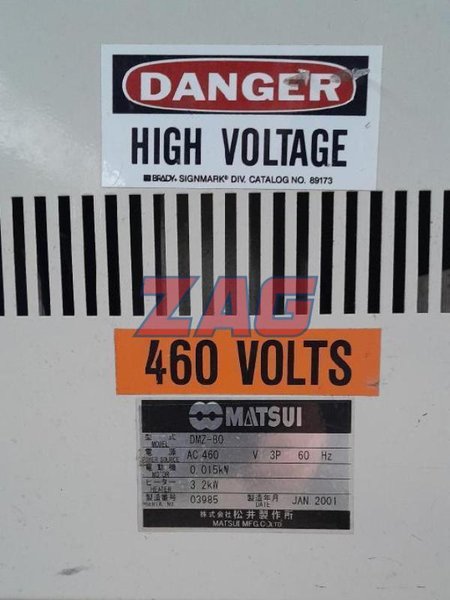 DANGER
HIGH VOLTAGE
BRADY® SIGNMARK® DIV. CATALOG NO. 89173
ZAG
460 VOLTS
MATSUI
型式 MODEL DMZ-80
電源 POWER SOURCE AC 460 V 3P 60 Hz
電動機 MOTOR 0.015kW
ヒーター HEATER 3.2kW
製造番号 SERIAL NO. 03985 製造年月 DATE JAN. 2001
株式会社 松井製作所
MATSUI MFG.CO.,LTD